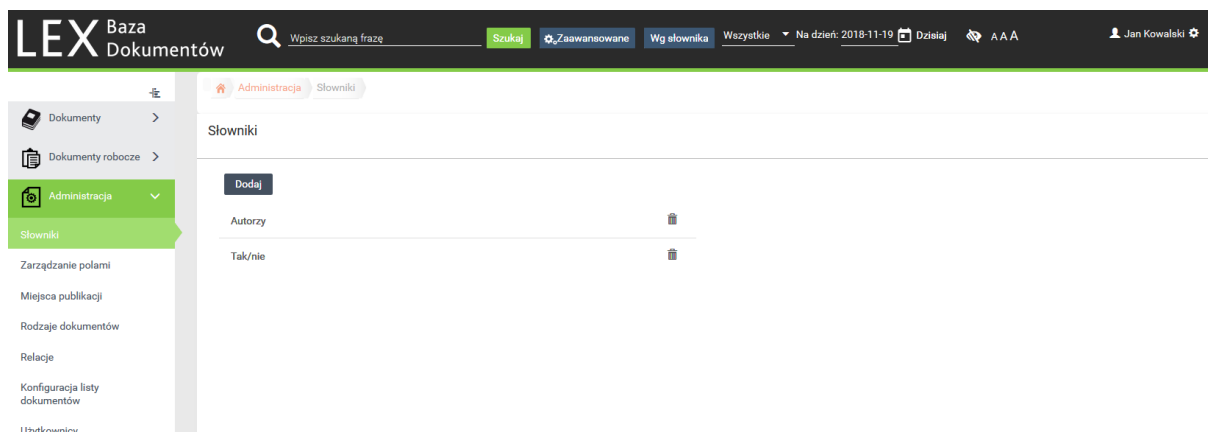 LEX Baza Dokumentów
Wpisz szukaną frazę
Szukaj
Zaawansowane
Wg słownika
Wszystkie
Na dzień: 2018-11-19
Dzisiaj
A A A
Jan Kowalski
Administracja
Słowniki
Dokumenty
Dokumenty robocze
Administracja
Słowniki
Zarządzanie polami
Miejsca publikacji
Rodzaje dokumentów
Relacje
Konfiguracja listy
dokumentów
Użytkownicy
Słowniki
Dodaj
Autorzy
Tak/nie